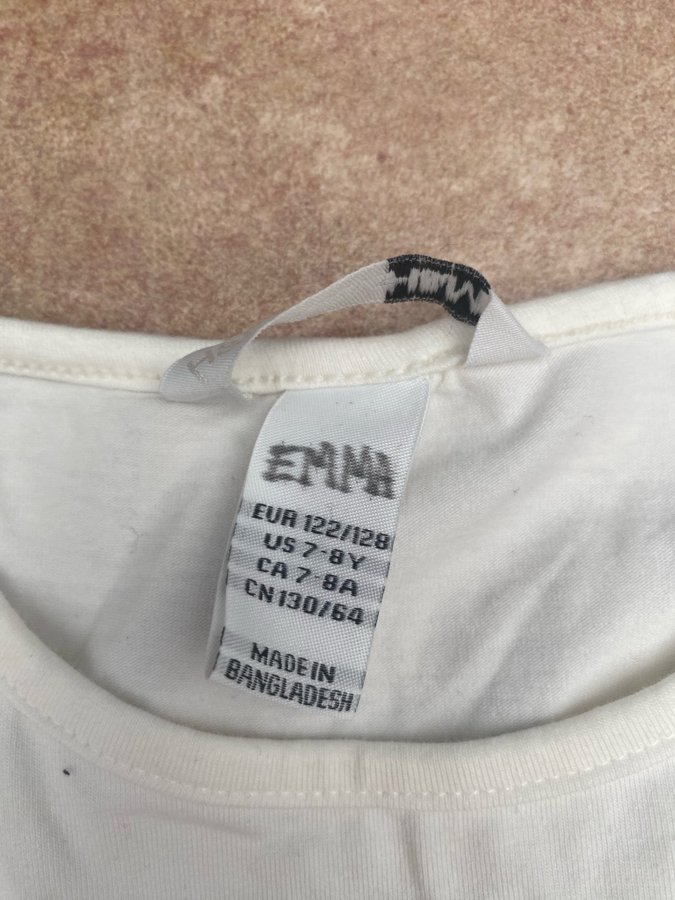 EMMA
EUR 122/128
US 7-8Y
CA 7-8A
CN 130/64
MADE IN
BANGLADESH